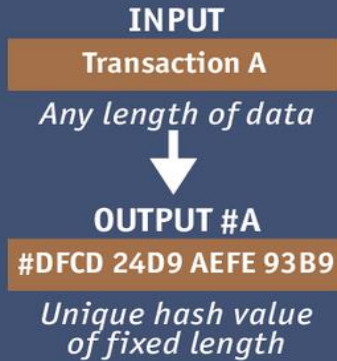 INPUT
Transaction A
Any length of data
OUTPUT #A
#DFCD 24D9 AEFE 93B9
Unique hash value
of fixed length